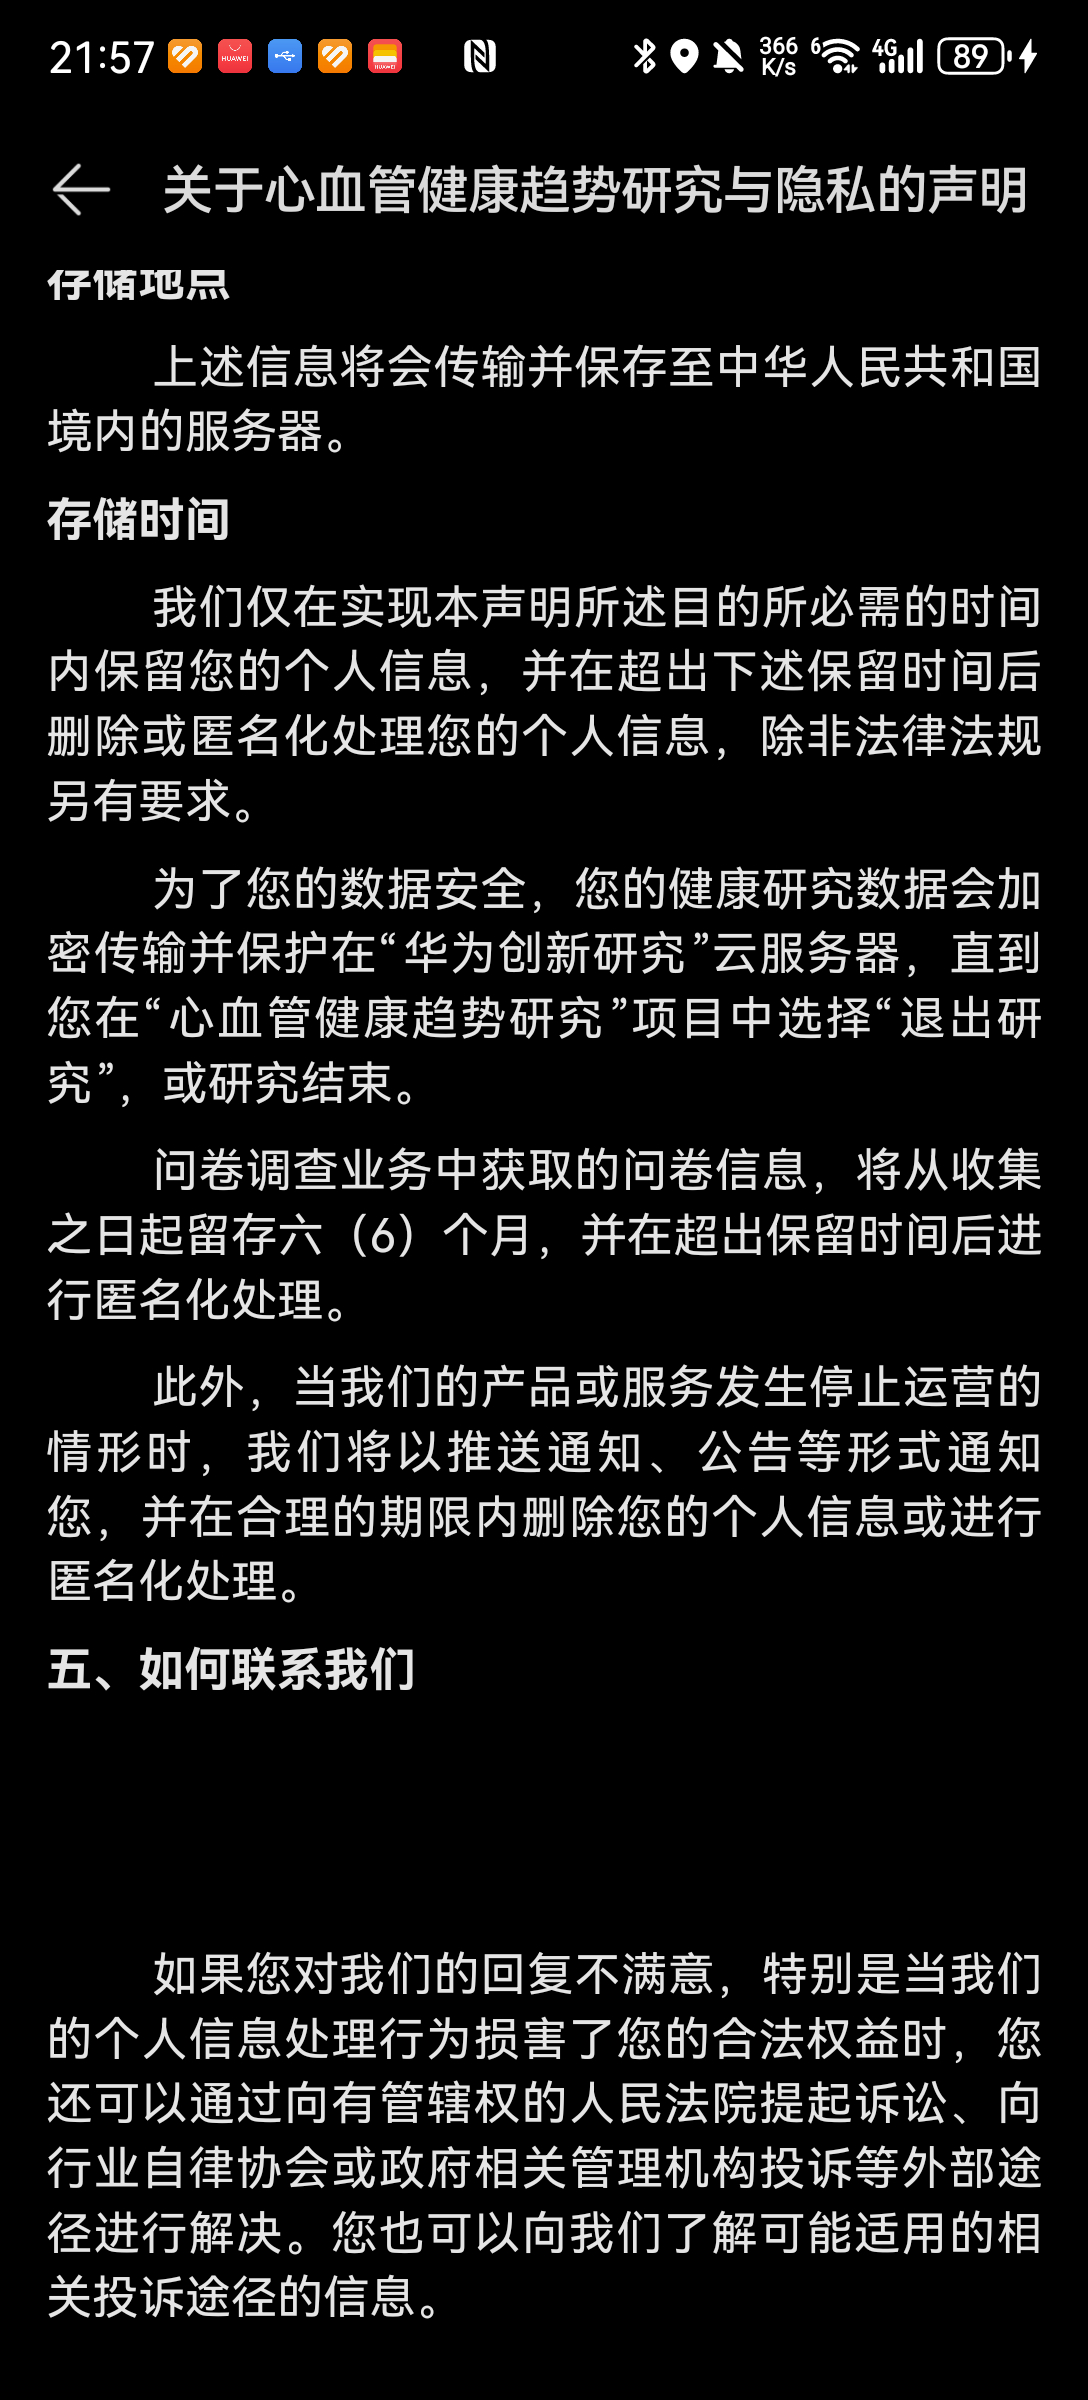 21:57
HUAWEI
HUAWEI
366 K/s
6
4G
89
关于心血管健康趋势研究与隐私的声明
存储地点
上述信息将会传输并保存至中华人民共和国
境内的服务器。
存储时间
我们仅在实现本声明所述目的所必需的时间
内保留您的个人信息，并在超出下述保留时间后
删除或匿名化处理您的个人信息，除非法律法规
另有要求。
为了您的数据安全，您的健康研究数据会加
密传输并保护在“华为创新研究”云服务器，直到
您在“心血管健康趋势研究”项目中选择“退出研
究”，或研究结束。
问卷调查业务中获取的问卷信息，将从收集
之日起留存六（6）个月，并在超出保留时间后进
行匿名化处理。
此外，当我们的产品或服务发生停止运营的
情形时，我们将以推送通知、公告等形式通知
您，并在合理的期限内删除您的个人信息或进行
匿名化处理。
五、如何联系我们
如果您对我们的回复不满意，特别是当我们
的个人信息处理行为损害了您的合法权益时，您
还可以通过向有管辖权的人民法院提起诉讼、向
行业自律协会或政府相关管理机构投诉等外部途
径进行解决。您也可以向我们了解可能适用的相
关投诉途径的信息。